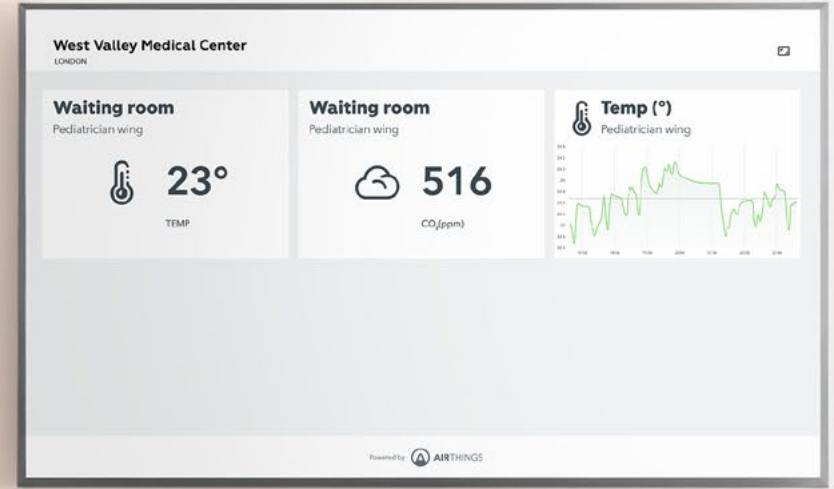 West Valley Medical Center
LONDON
Waiting room
Pediatrician wing
23°
TEMP
Waiting room
Pediatrician wing
516
CO₂(ppm)
Temp (°)
Pediatrician wing
Powered by AIRTHINGS